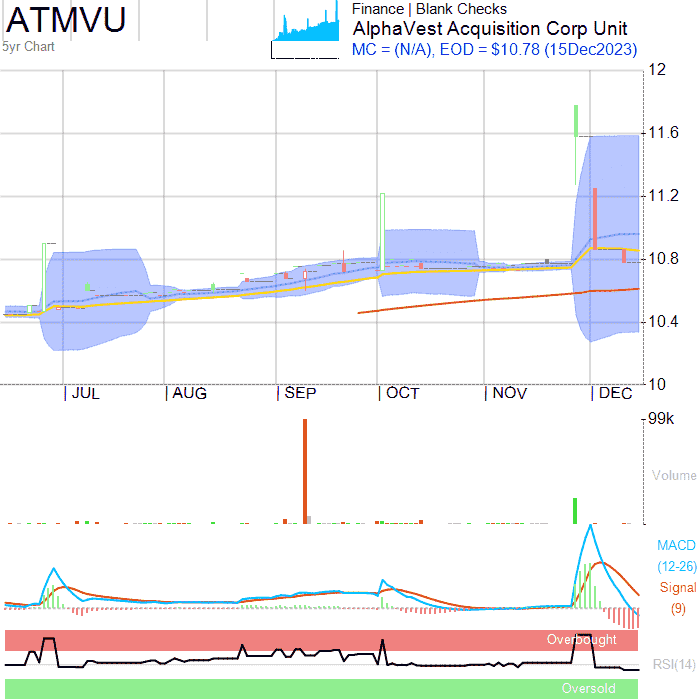 ATMVU
5yr Chart
Finance | Blank Checks
AlphaVest Acquisition Corp Unit
MC = (N/A), EOD = $10.78 (15Dec2023)
12
11.6
11.2
10.8
10.4
10
JUL AUG SEP OCT NOV DEC
99k
Volume
MACD
(12-26)
Signal
(9)
Overbought
RSI(14)
Oversold